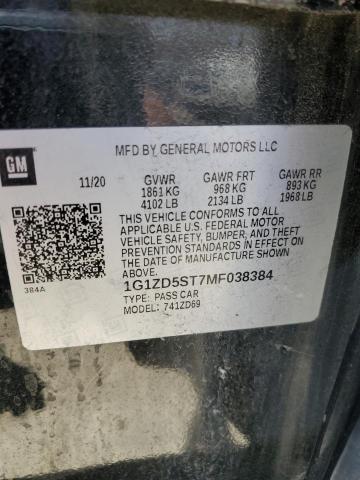 GM
MFD BY GENERAL MOTORS LLC
11/20 GVWR GAWR FRT GAWR RR
1861 KG 968 KG 893 KG
4102 LB 2134 LB 1968 LB
THIS VEHICLE CONFORMS TO ALL
APPLICABLE U.S. FEDERAL MOTOR
VEHICLE SAFETY, BUMPER, AND THEFT
PREVENTION STANDARDS IN EFFECT ON
THE DATE OF MANUFACTURE SHOWN
ABOVE.
384A
1G1ZD5ST7MF038384
TYPE: PASS CAR
MODEL: 741ZD69